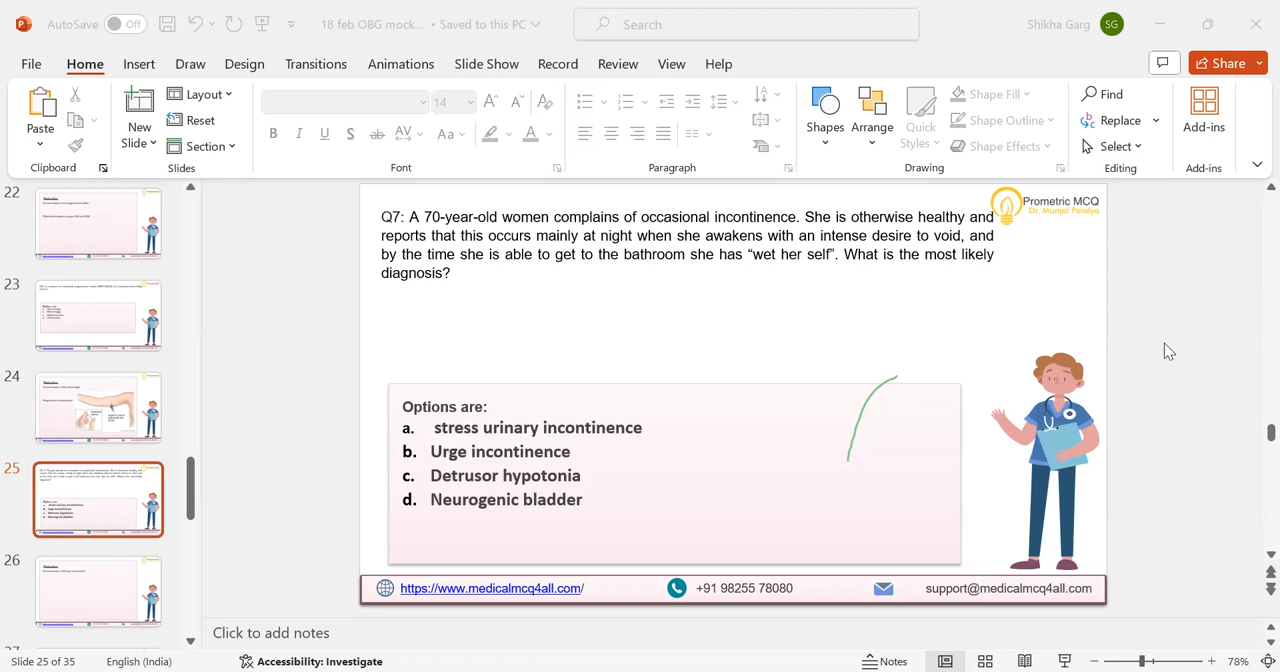 AutoSave Off 18 feb OBG mock... • Saved to this PC Search Shikha Garg SG
File Home Insert Draw Design Transitions Animations Slide Show Record Review View Help Share
Paste New Slide Layout Reset Section 14 Shapes Arrange Quick Styles Shape Fill Shape Outline Shape Effects Find Replace Select Add-ins
Clipboard Slides Font Paragraph Drawing Editing Add-ins
22
23
24
25
26
Prometric MCQ
Dr. Munjal Pandya
Q7: A 70-year-old women complains of occasional incontinence. She is otherwise healthy and
reports that this occurs mainly at night when she awakens with an intense desire to void, and
by the time she is able to get to the bathroom she has “wet her self”. What is the most likely
diagnosis?
Options are:
a. stress urinary incontinence
b. Urge incontinence
c. Detrusor hypotonia
d. Neurogenic bladder
https://www.medicalmcq4all.com/ +91 98255 78080 support@medicalmcq4all.com
Click to add notes
Slide 25 of 35 English (India) Accessibility: Investigate Notes 78%